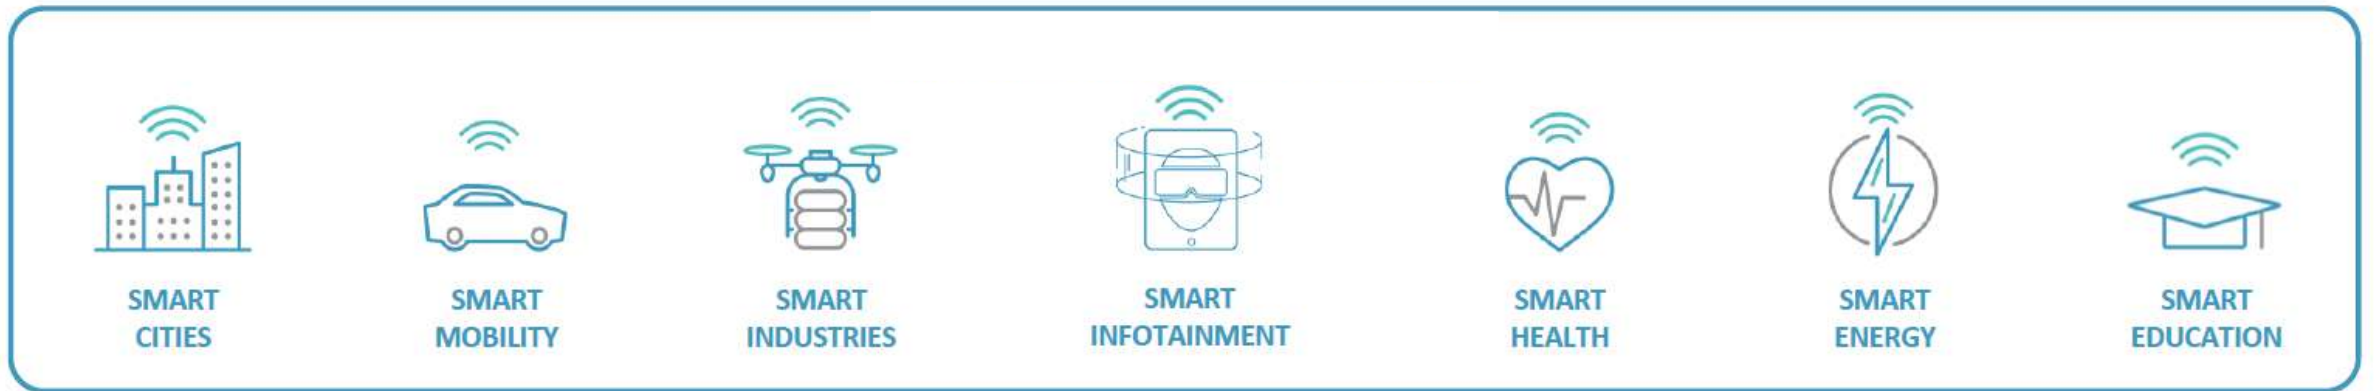 SMART
CITIES
SMART
MOBILITY
SMART
INDUSTRIES
SMART
INFOTAINMENT
SMART
HEALTH
SMART
ENERGY
SMART
EDUCATION